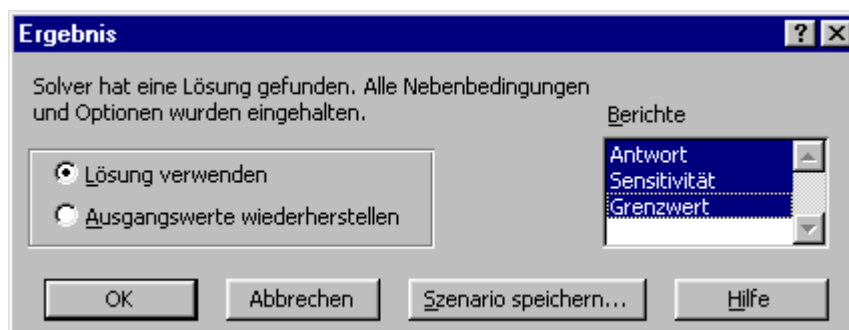 Ergebnis
Solver hat eine Lösung gefunden. Alle Nebenbedingungen
und Optionen wurden eingehalten.
Berichte
Lösung verwenden
Ausgangswerte wiederherstellen
Antwort
Sensitivität
Grenzwert
OK
Abbrechen
Szenario speichern...
Hilfe